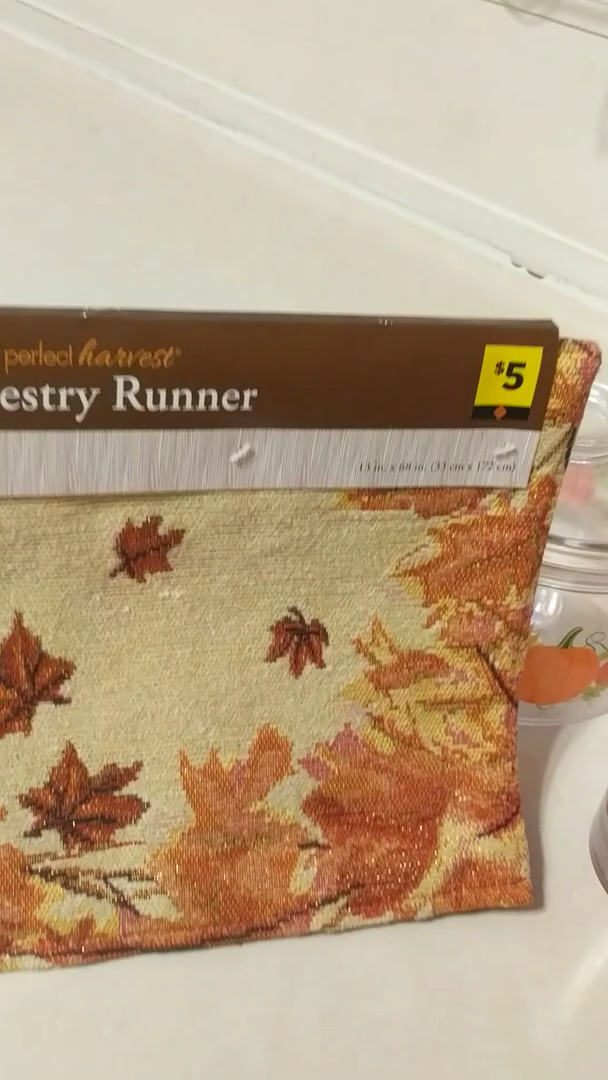 perfect harvest®
estry Runner
$5
13 in. x 68 in. (33 cm x 172 cm)